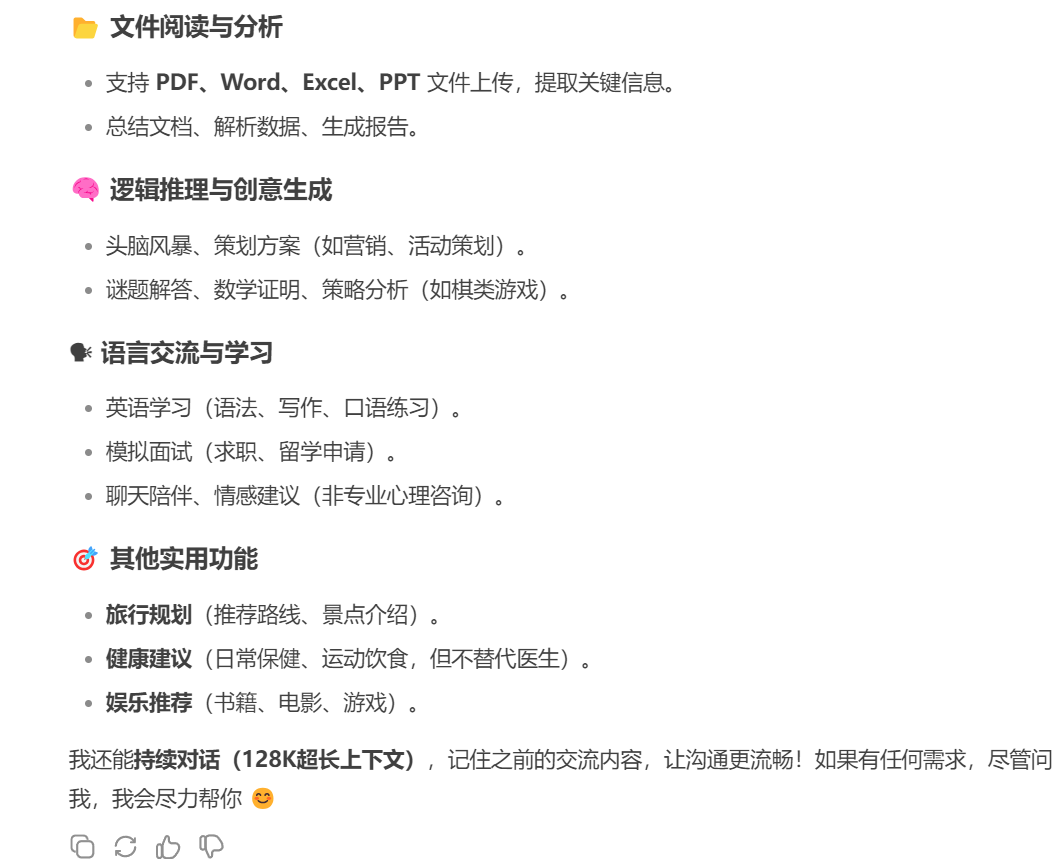 📂 文件阅读与分析
支持 PDF、Word、Excel、PPT 文件上传，提取关键信息。
总结文档、解析数据、生成报告。
🧠 逻辑推理与创意生成
头脑风暴、策划方案（如营销、活动策划）。
谜题解答、数学证明、策略分析（如棋类游戏）。
🗣 语言交流与学习
英语学习（语法、写作、口语练习）。
模拟面试（求职、留学申请）。
聊天陪伴、情感建议（非专业心理咨询）。
🎯 其他实用功能
旅行规划（推荐路线、景点介绍）。
健康建议（日常保健、运动饮食，但不替代医生）。
娱乐推荐（书籍、电影、游戏）。
我还能持续对话（128K超长上下文），记住之前的交流内容，让沟通更流畅！如果有任何需求，尽管问
我，我会尽力帮你 😊